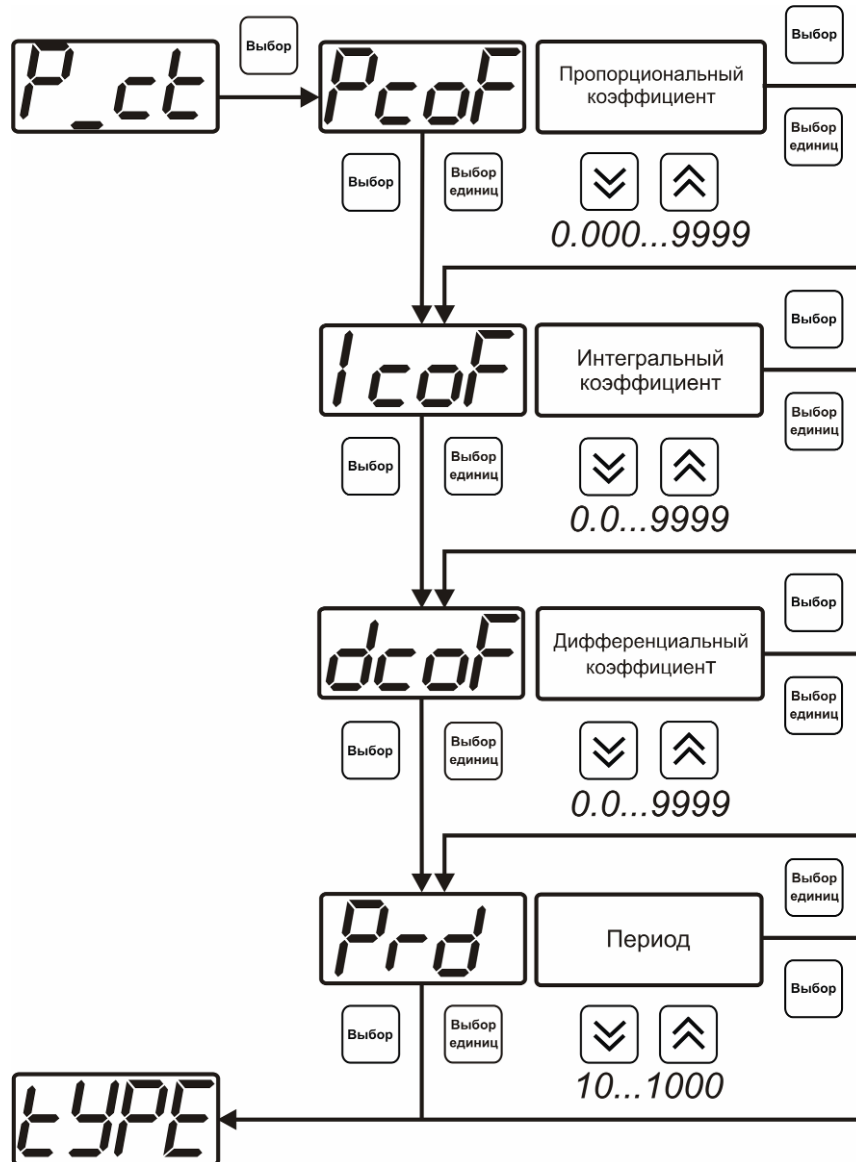 P_ct
Выбор
PcoF
Пропорциональный
коэффициент
Выбор
Выбор
единиц
Выбор
Выбор
единиц
0.000...9999
IcoF
Интегральный
коэффициент
Выбор
Выбор
единиц
Выбор
Выбор
единиц
0.0...9999
dcoF
Дифференциальный
коэффициент
Выбор
Выбор
единиц
Выбор
Выбор
единиц
0.0...9999
Prd
Период
Выбор
единиц
Выбор
Выбор
Выбор
единиц
10...1000
tYPE